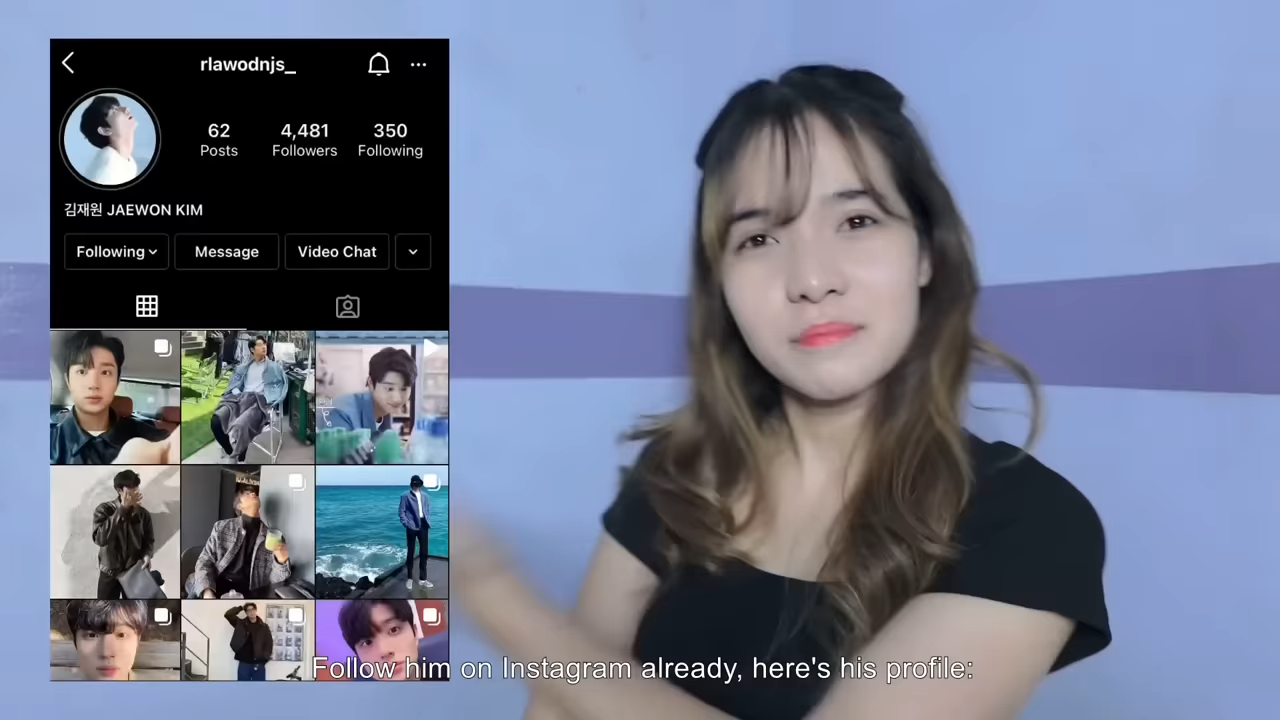 rlawodnjs_
62 4,481 350
Posts Followers Following
김재원 JAEWON KIM
Following Message Video Chat
Follow him on Instagram already, here's his profile: